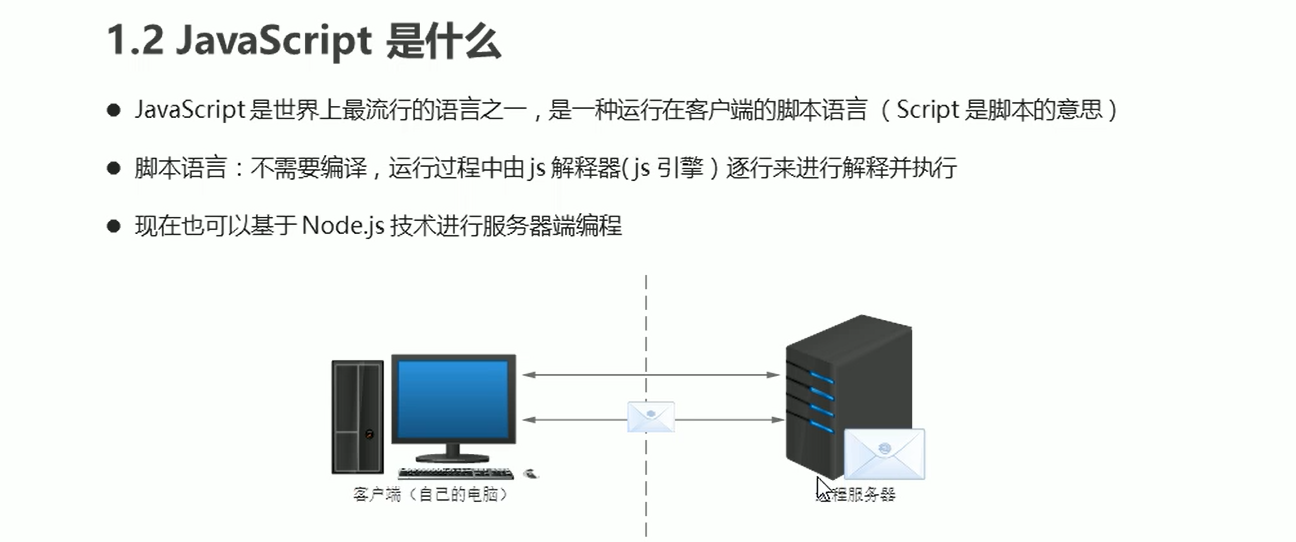 1.2 JavaScript 是什么
● JavaScript 是世界上最流行的语言之一，是一种运行在客户端的脚本语言 （Script 是脚本的意思）
● 脚本语言：不需要编译，运行过程中由 js 解释器( js 引擎）逐行来进行解释并执行
● 现在也可以基于 Node.js 技术进行服务器端编程
客户端（自己的电脑）
程服务器